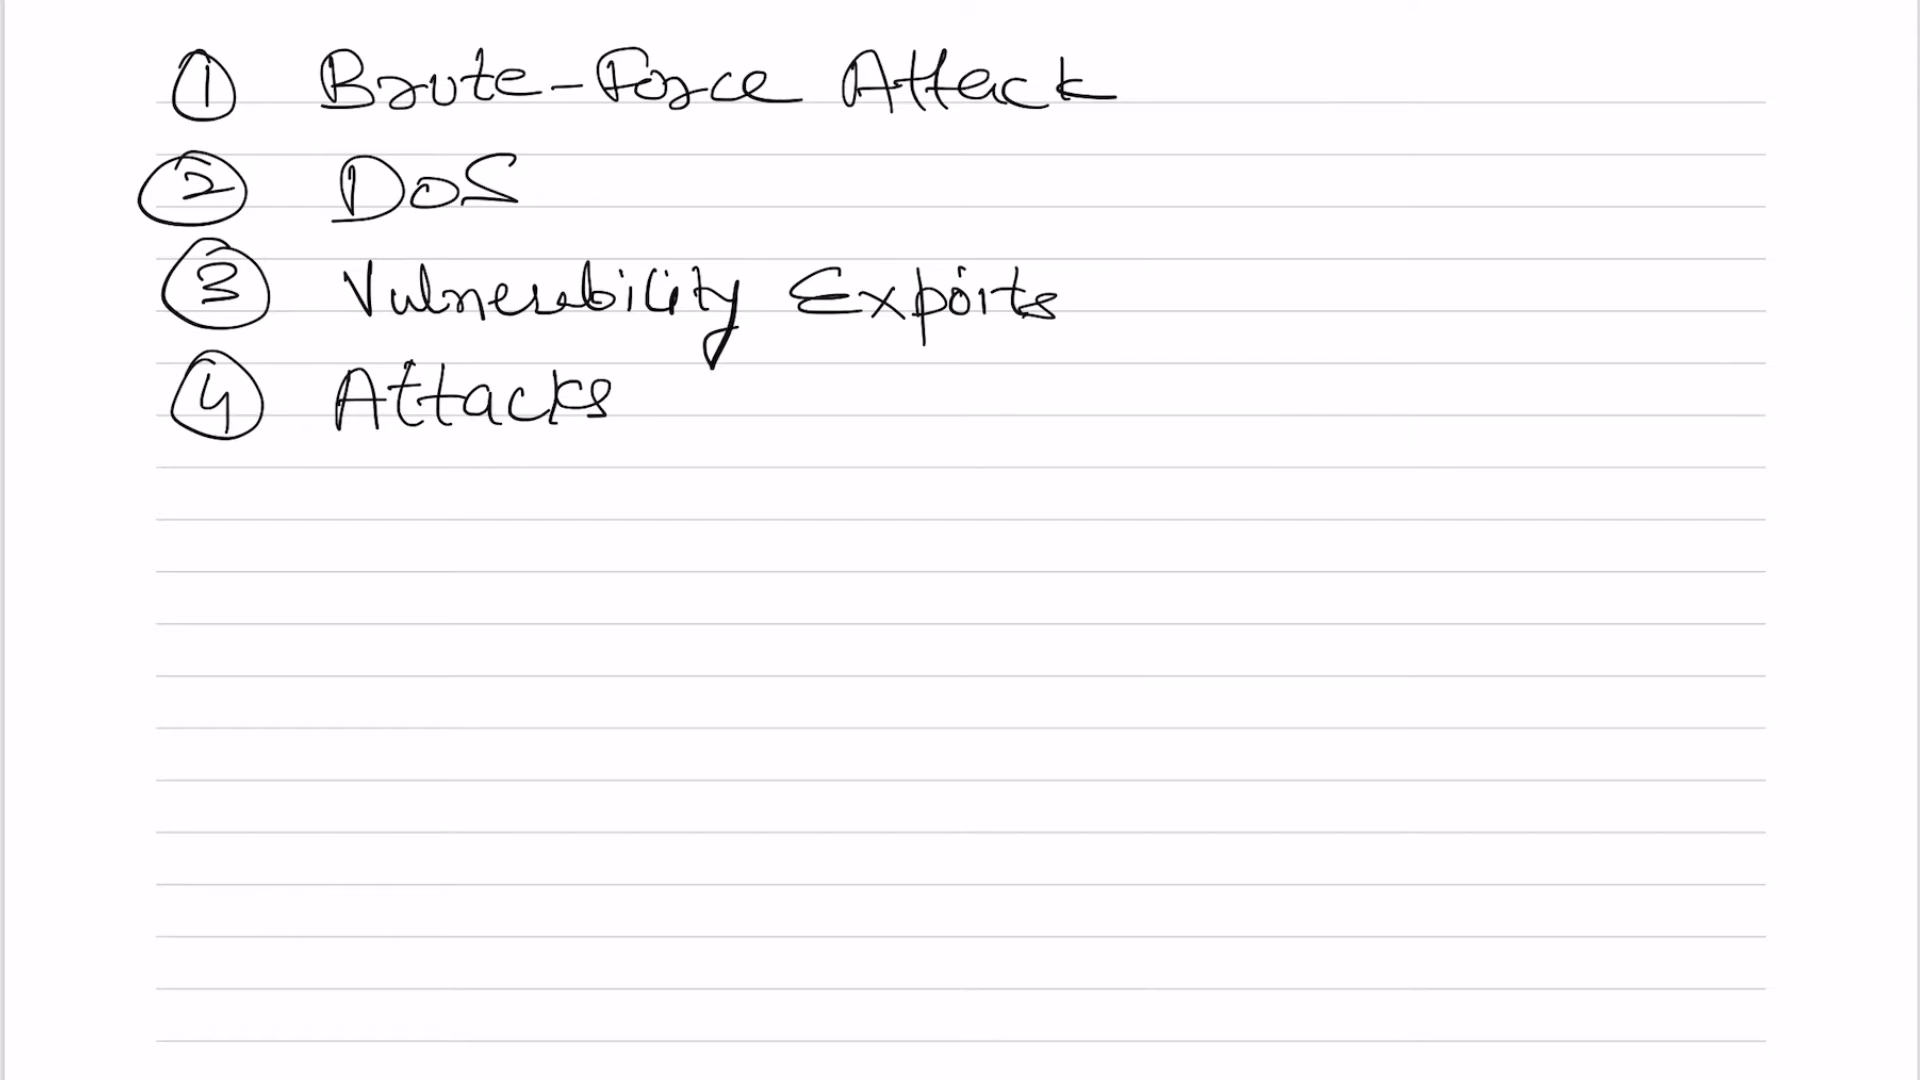 ① Brute-Force Attack
② DoS
③ Vulnerability Expoits
④ Attacks